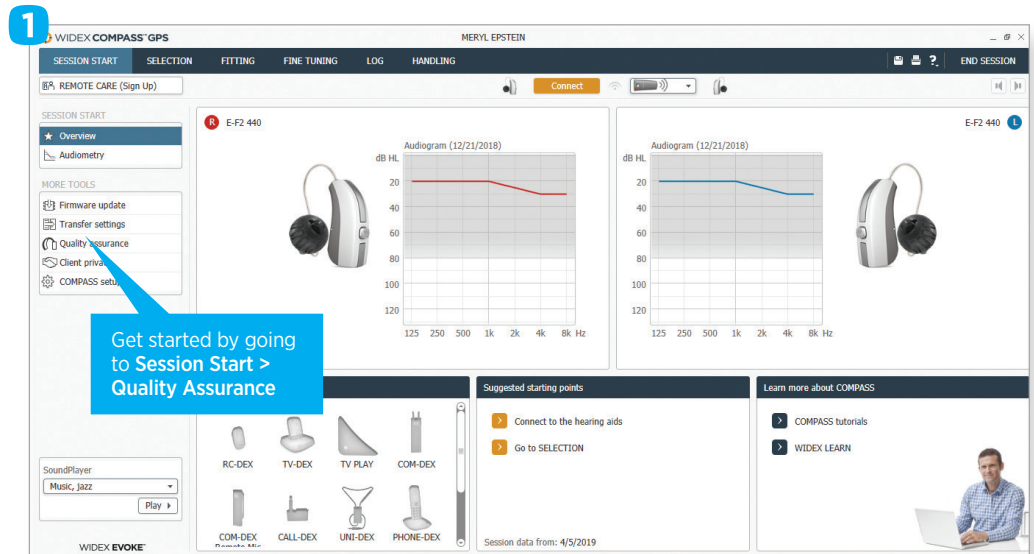 1
WIDEX COMPASS™ GPS
MERYL EPSTEIN
SESSION START SELECTION FITTING FINE TUNING LOG HANDLING
END SESSION
REMOTE CARE (Sign Up)
Connect
SESSION START
Overview
Audiometry
MORE TOOLS
Firmware update
Transfer settings
Quality assurance
Client
COMPASS
Get started by going
to Session Start >
Quality Assurance
R E-F2 440
Audiogram (12/21/2018)
dB HL
20
40
60
80
100
120
125 250 500 1k 2k 4k 8k Hz
E-F2 440 L
Audiogram (12/21/2018)
dB HL
20
40
60
80
100
120
125 250 500 1k 2k 4k 8k Hz
RC-DEX TV-DEX TV PLAY COM-DEX
COM-DEX CALL-DEX UNI-DEX PHONE-DEX
Suggested starting points
Connect to the hearing aids
Go to SELECTION
Session data from: 4/5/2019
Learn more about COMPASS
COMPASS tutorials
WIDEX LEARN
SoundPlayer
Music, jazz
Play
WIDEX EVOKE™